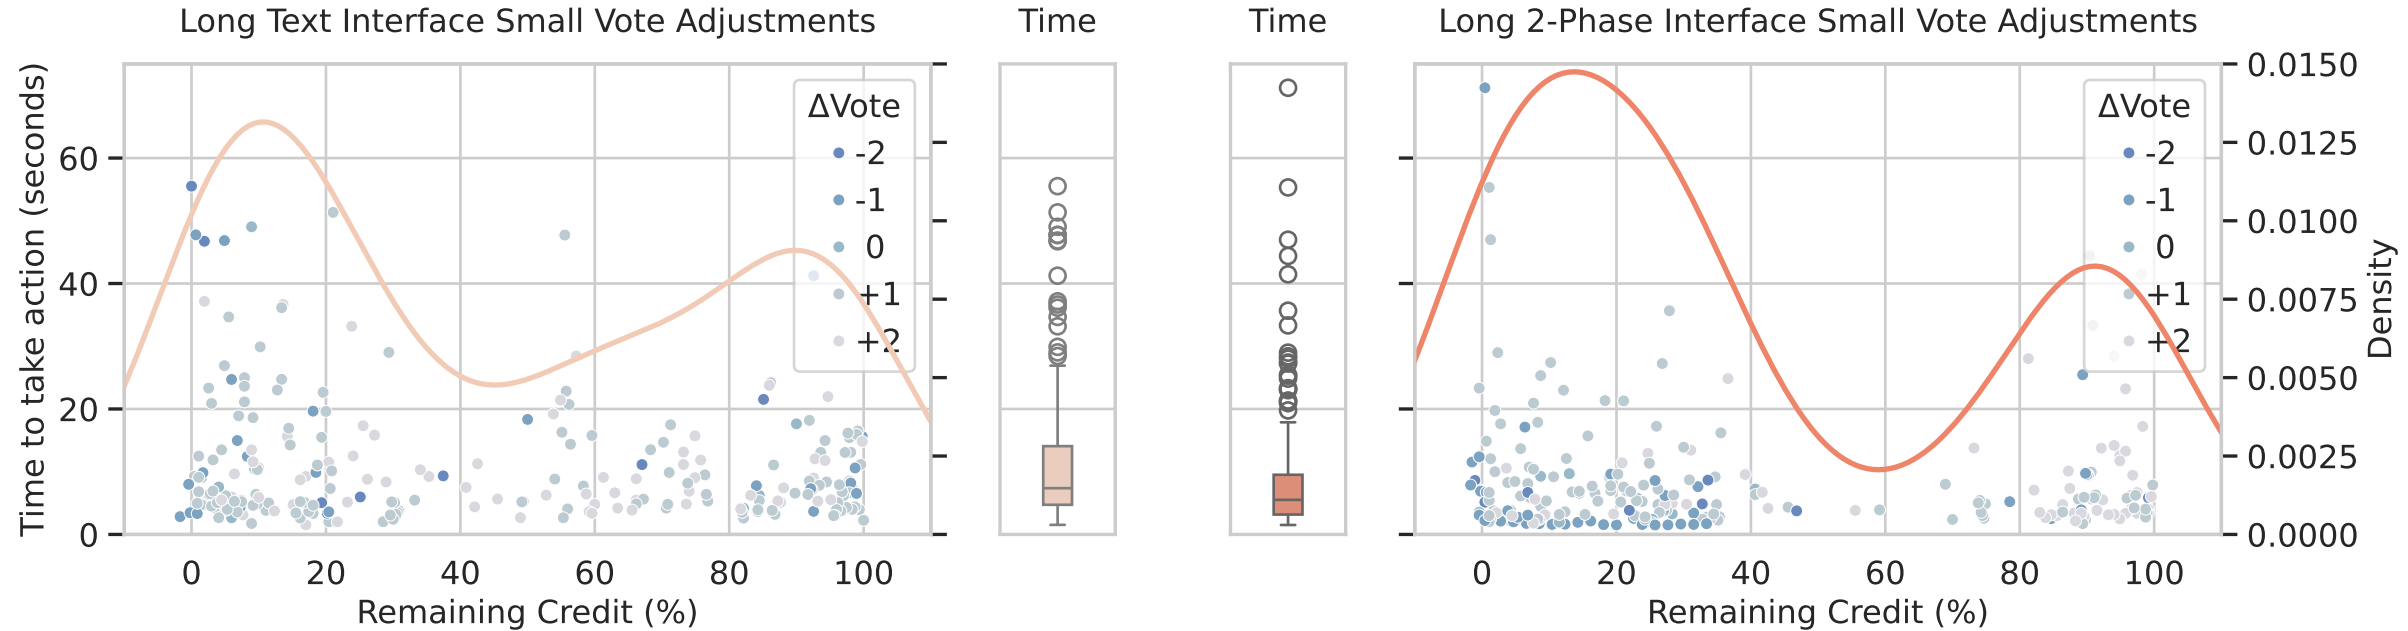 Long Text Interface Small Vote Adjustments
Time
Time
Long 2-Phase Interface Small Vote Adjustments
Time to take action (seconds)
60
40
20
0
ΔVote
-2
-1
0
+1
+2
0 20 40 60 80 100
Remaining Credit (%)
ΔVote
-2
-1
0
+1
+2
0 20 40 60 80 100
Remaining Credit (%)
0.0150
0.0125
0.0100
0.0075
0.0050
0.0025
0.0000
Density